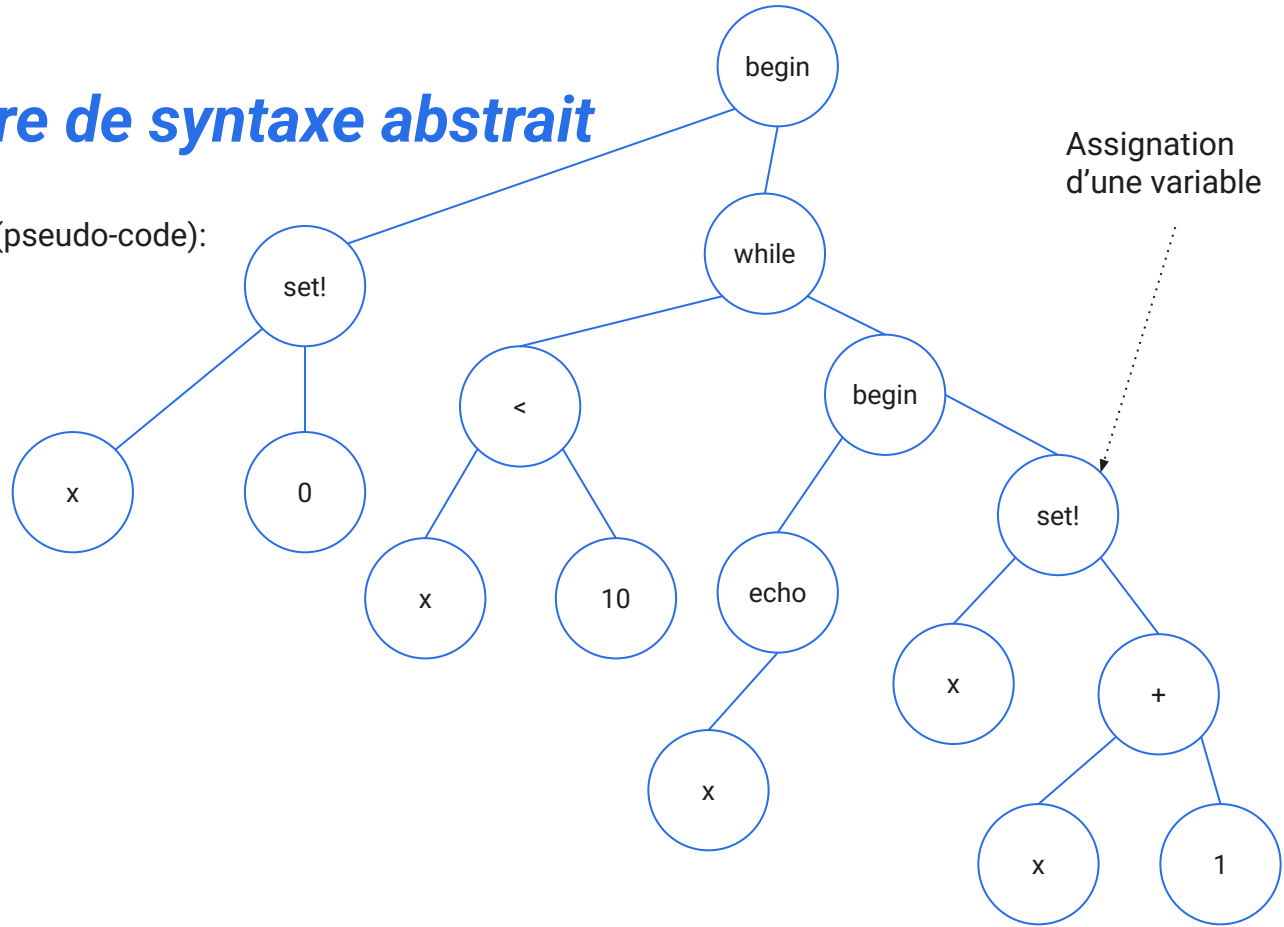 begin
re de syntaxe abstrait
Assignation
d’une variable
(pseudo-code):
while
set!
<
begin
x
0
set!
x
10
echo
x
+
x
x
1